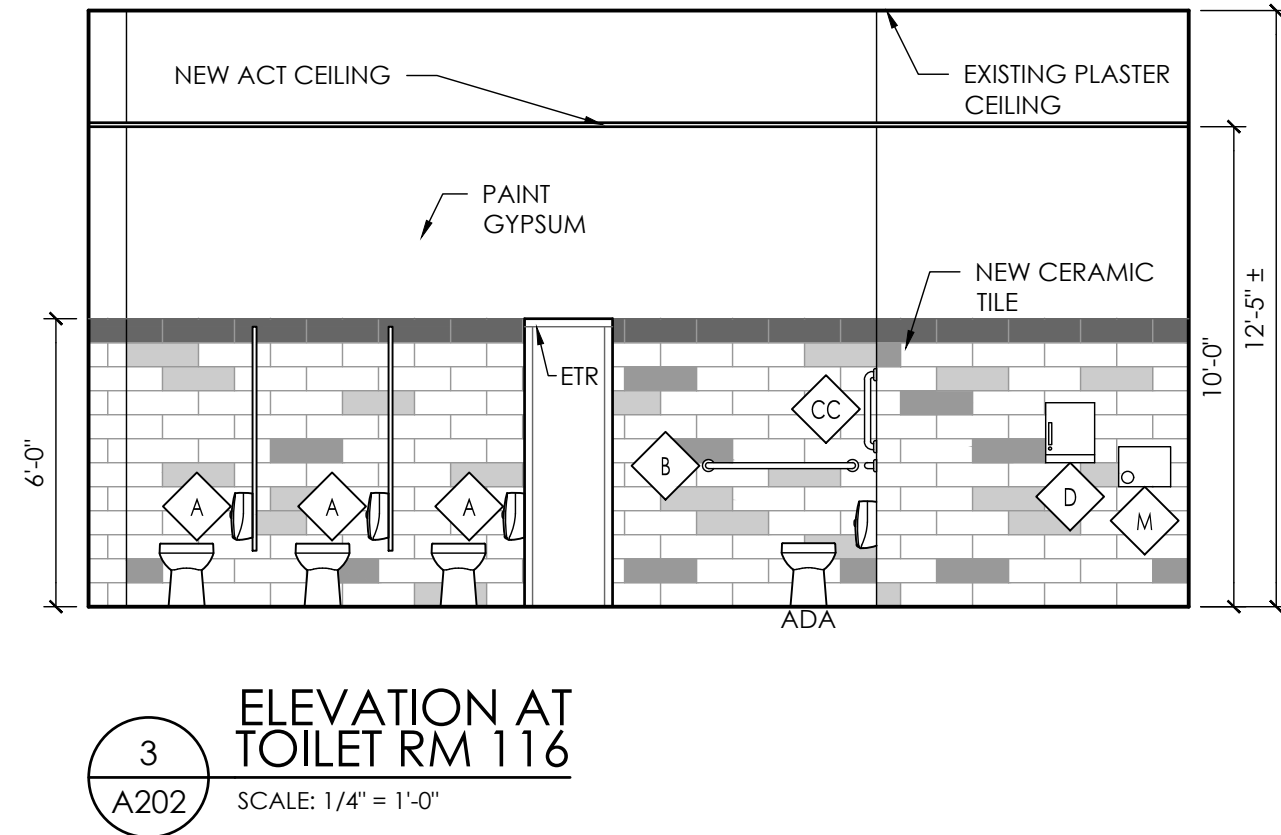 NEW ACT CEILING
EXISTING PLASTER
CEILING
PAINT
GYPSUM
NEW CERAMIC
TILE
12'-5" ±
10'-0"
6'-0"
ETR
CC
B
A
A
A
D
M
ADA
3
A202
ELEVATION AT
TOILET RM 116
SCALE: 1/4" = 1'-0"